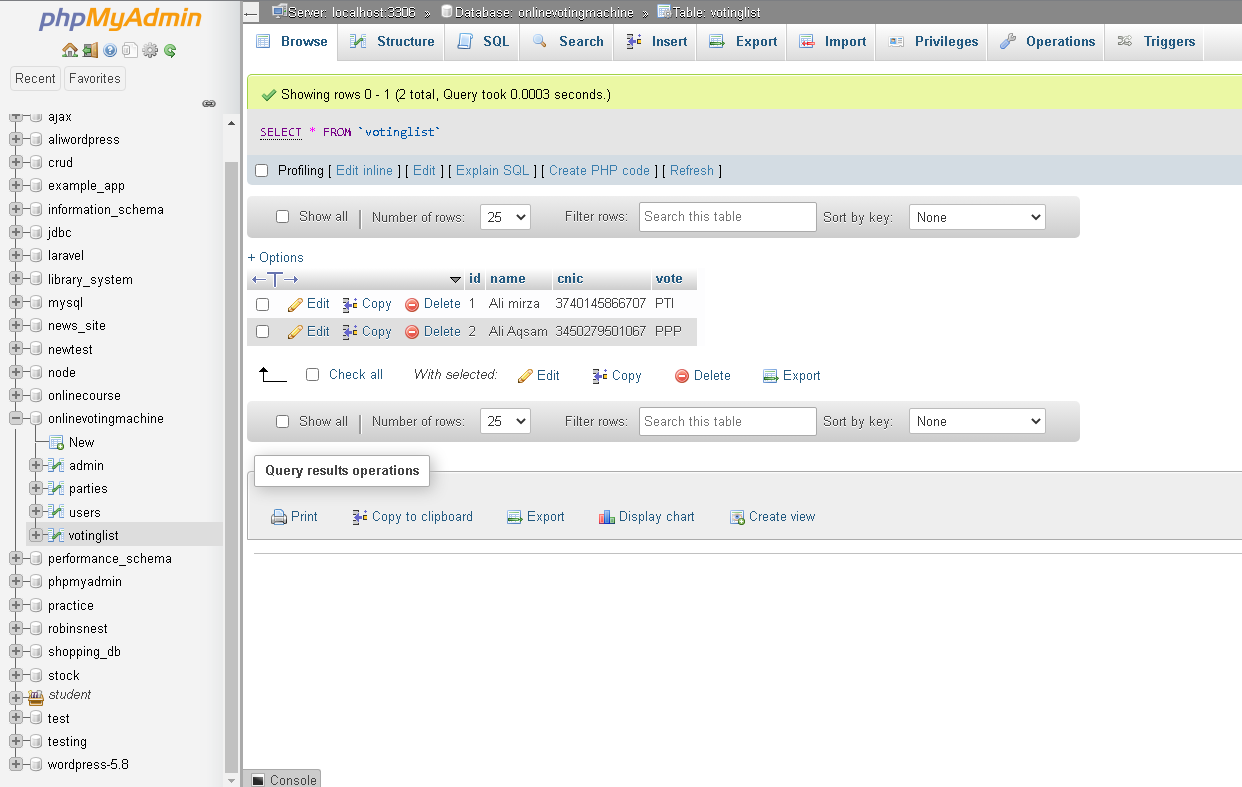 phpMyAdmin
Recent Favorites
ajax
aliwordpress
crud
example_app
information_schema
jdbc
laravel
library_system
mysql
news_site
newtest
node
onlinecourse
onlinevotingmachine
New
admin
parties
users
votinglist
performance_schema
phpmyadmin
practice
robinsnest
shopping_db
stock
student
test
testing
wordpress-5.8
Server: localhost:3306 » Database: onlinevotingmachine » Table: votinglist
Browse Structure SQL Search Insert Export Import Privileges Operations Triggers
Showing rows 0 - 1 (2 total, Query took 0.0003 seconds.)
SELECT * FROM `votinglist`
Profiling [ Edit inline ] [ Edit ] [ Explain SQL ] [ Create PHP code ] [ Refresh ]
Show all | Number of rows: 25 Filter rows: Search this table Sort by key: None
+ Options
←T→ id name cnic vote
Edit Copy Delete 1 Ali mirza 3740145866707 PTI
Edit Copy Delete 2 Ali Aqsam 3450279501067 PPP
Check all With selected: Edit Copy Delete Export
Show all | Number of rows: 25 Filter rows: Search this table Sort by key: None
Query results operations
Print Copy to clipboard Export Display chart Create view
Console